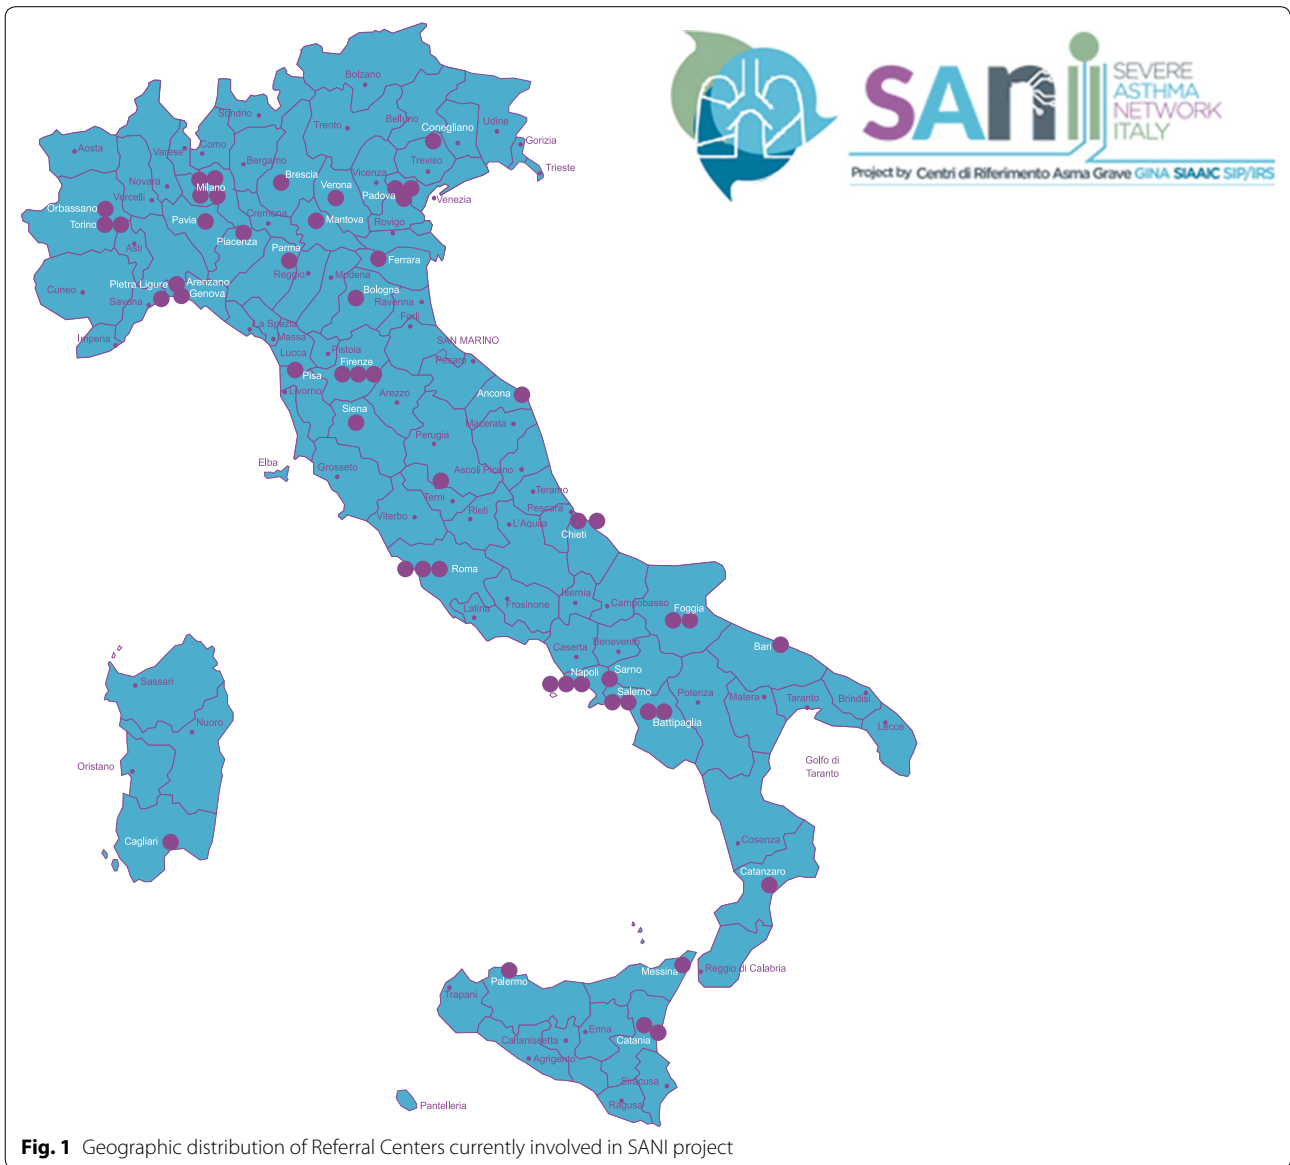 SANI
SEVERE
ASTHMA
NETWORK
ITALY
Project by Centri di Riferimento Asma Grave GINA SIAAIC SIP/IRS
Bolzano
Sondrio
Trento
Belluno
Udine
Conegliano
Gorizia
Aosta
Varese
Como
Bergamo
Treviso
Trieste
Novara
Milano
Brescia
Verona
Vicenza
Padova
Venezia
Vercelli
Orbassano
Torino
Pavia
Cremona
Mantova
Rovigo
Asti
Piacenza
Parma
Ferrara
Cuneo
Pietra Ligure
Arenzano
Genova
Savona
Reggio
Modena
Bologna
Ravenna
Forlì
Imperia
La Spezia
Massa
Lucca
Pistoia
SAN MARINO
Pesaro
Firenze
Pisa
Livorno
Arezzo
Ancona
Siena
Macerata
Perugia
Elba
Grosseto
Ascoli Piceno
Terni
Teramo
Viterbo
Rieti
Pescara
L'Aquila
Chieti
Roma
Latina
Frosinone
Isernia
Campobasso
Foggia
Caserta
Benevento
Bari
Napoli
Sarno
Salerno
Battipaglia
Potenza
Matera
Taranto
Brindisi
Lecce
Golfo di
Taranto
Sassari
Nuoro
Oristano
Cagliari
Cosenza
Catanzaro
Messina
Reggio di Calabria
Palermo
Trapani
Enna
Catania
Caltanissetta
Agrigento
Siracusa
Ragusa
Pantelleria
Fig. 1 Geographic distribution of Referral Centers currently involved in SANI project